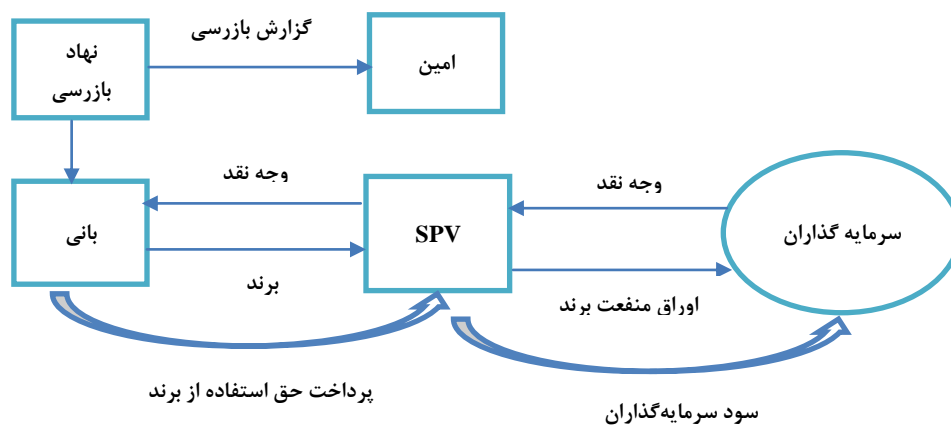 نهاد
بازرسی
گزارش بازرسی
امین
بانی
وجه نقد
برند
SPV
وجه نقد
اوراق منفعت برند
سرمایه گذاران
پرداخت حق استفاده از برند
سود سرمایه‌گذاران